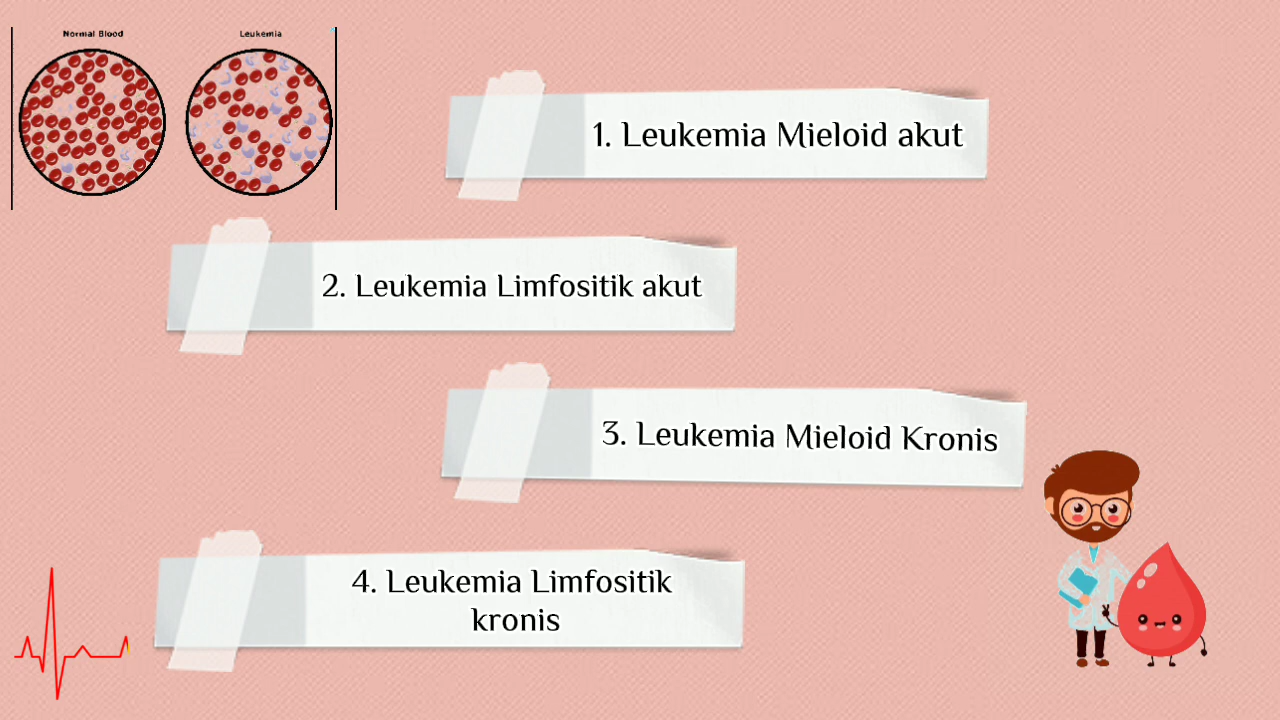 Normal Blood
Leukemia
1. Leukemia Mieloid akut
2. Leukemia Limfositik akut
3. Leukemia Mieloid Kronis
4. Leukemia Limfositik
kronis